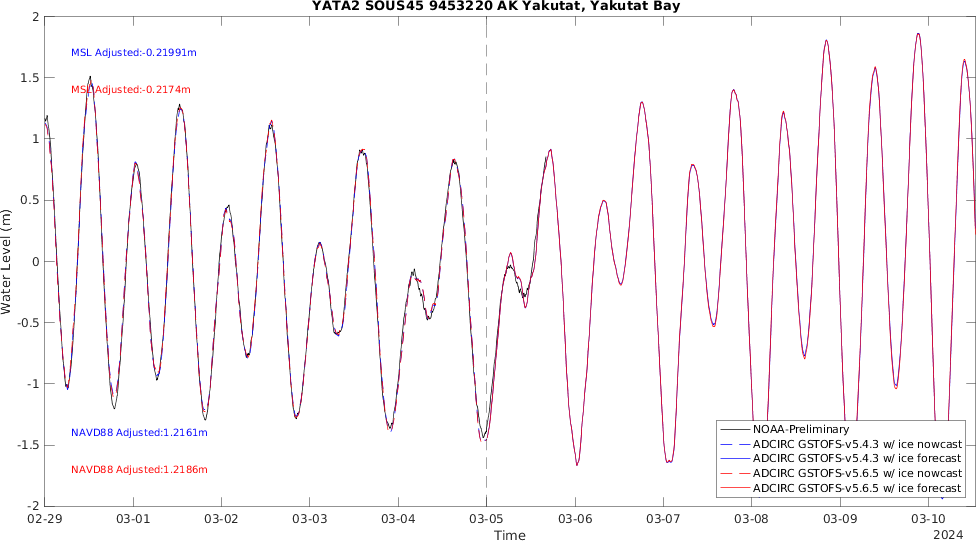 YATA2 SOUS45 9453220 AK Yakutat, Yakutat Bay
MSL Adjusted:-0.21991m
MSL Adjusted:-0.2174m
NAVD88 Adjusted:1.2161m
NAVD88 Adjusted:1.2186m
Water Level (m)
2
1.5
1
0.5
0
-0.5
-1
-1.5
-2
NOAA-Preliminary
ADCIRC GSTOFS-v5.4.3 w/ ice nowcast
ADCIRC GSTOFS-v5.4.3 w/ ice forecast
ADCIRC GSTOFS-v5.6.5 w/ ice nowcast
ADCIRC GSTOFS-v5.6.5 w/ ice forecast
02-29 03-01 03-02 03-03 03-04 03-05 03-06 03-07 03-08 03-09 03-10
2024
Time